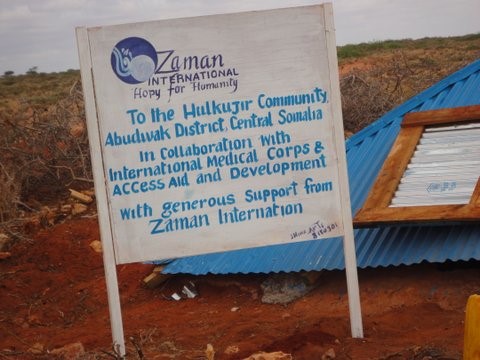 Zaman
INTERNATIONAL
Hopy for Humanity
To the Hulkujir Community,
Abudwak District, Central Somalia
In Collaboration With
International Medical Corps &
Access Aid and Development
With generous Support from
Zaman Internation